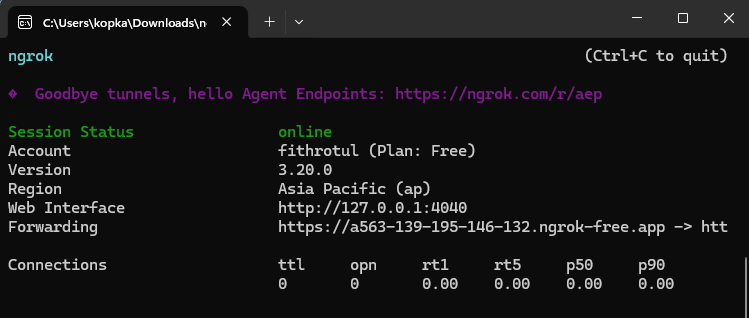 C:\Users\kopka\Downloads\n
ngrok (Ctrl+C to quit)
� Goodbye tunnels, hello Agent Endpoints: https://ngrok.com/r/aep
Session Status online
Account fithrotul (Plan: Free)
Version 3.20.0
Region Asia Pacific (ap)
Web Interface http://127.0.0.1:4040
Forwarding https://a563-139-195-146-132.ngrok-free.app -> htt
Connections ttl opn rt1 rt5 p50 p90
0 0 0.00 0.00 0.00 0.00